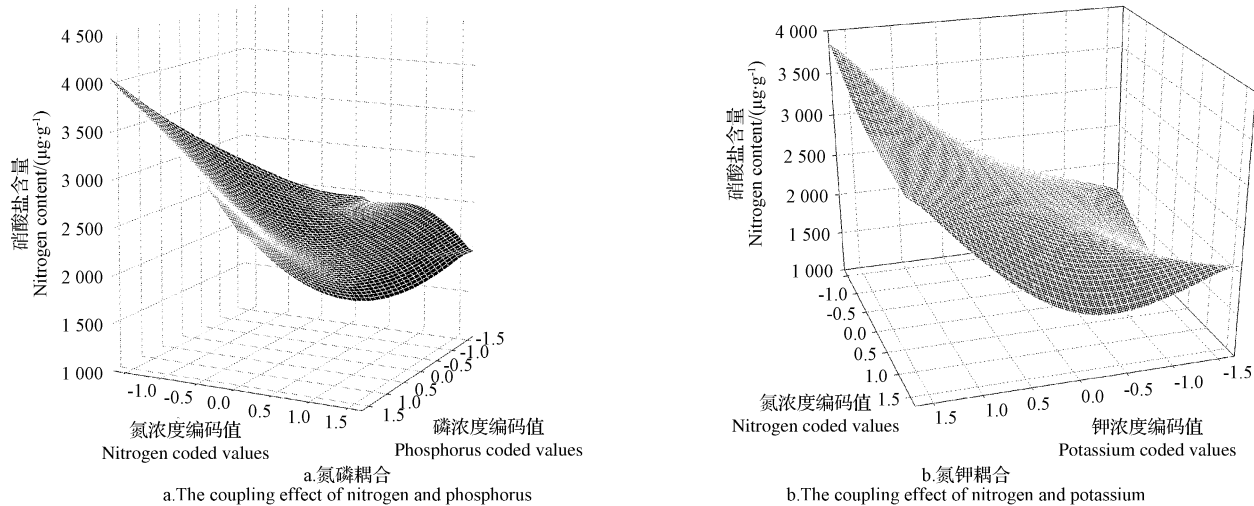 4 500
4 000
3 500
3 000
2 500
2 000
1 500
1 000
硝酸盐含量
Nitrogen content/(μg·g⁻¹)
-1.0
-0.5
0.0
0.5
1.0
1.5
氮浓度编码值
Nitrogen coded values
-1.5
-1.0
-0.5
0.0
0.5
1.0
1.5
磷浓度编码值
Phosphorus coded values
a.氮磷耦合
a.The coupling effect of nitrogen and phosphorus
4 000
3 500
3 000
2 500
2 000
1 500
1 000
硝酸盐含量
Nitrogen content/(μg·g⁻¹)
-1.0
-0.5
0.0
0.5
1.0
1.5
氮浓度编码值
Nitrogen coded values
1.5
1.0
0.5
0.0
-0.5
-1.0
-1.5
钾浓度编码值
Potassium coded values
b.氮钾耦合
b.The coupling effect of nitrogen and potassium